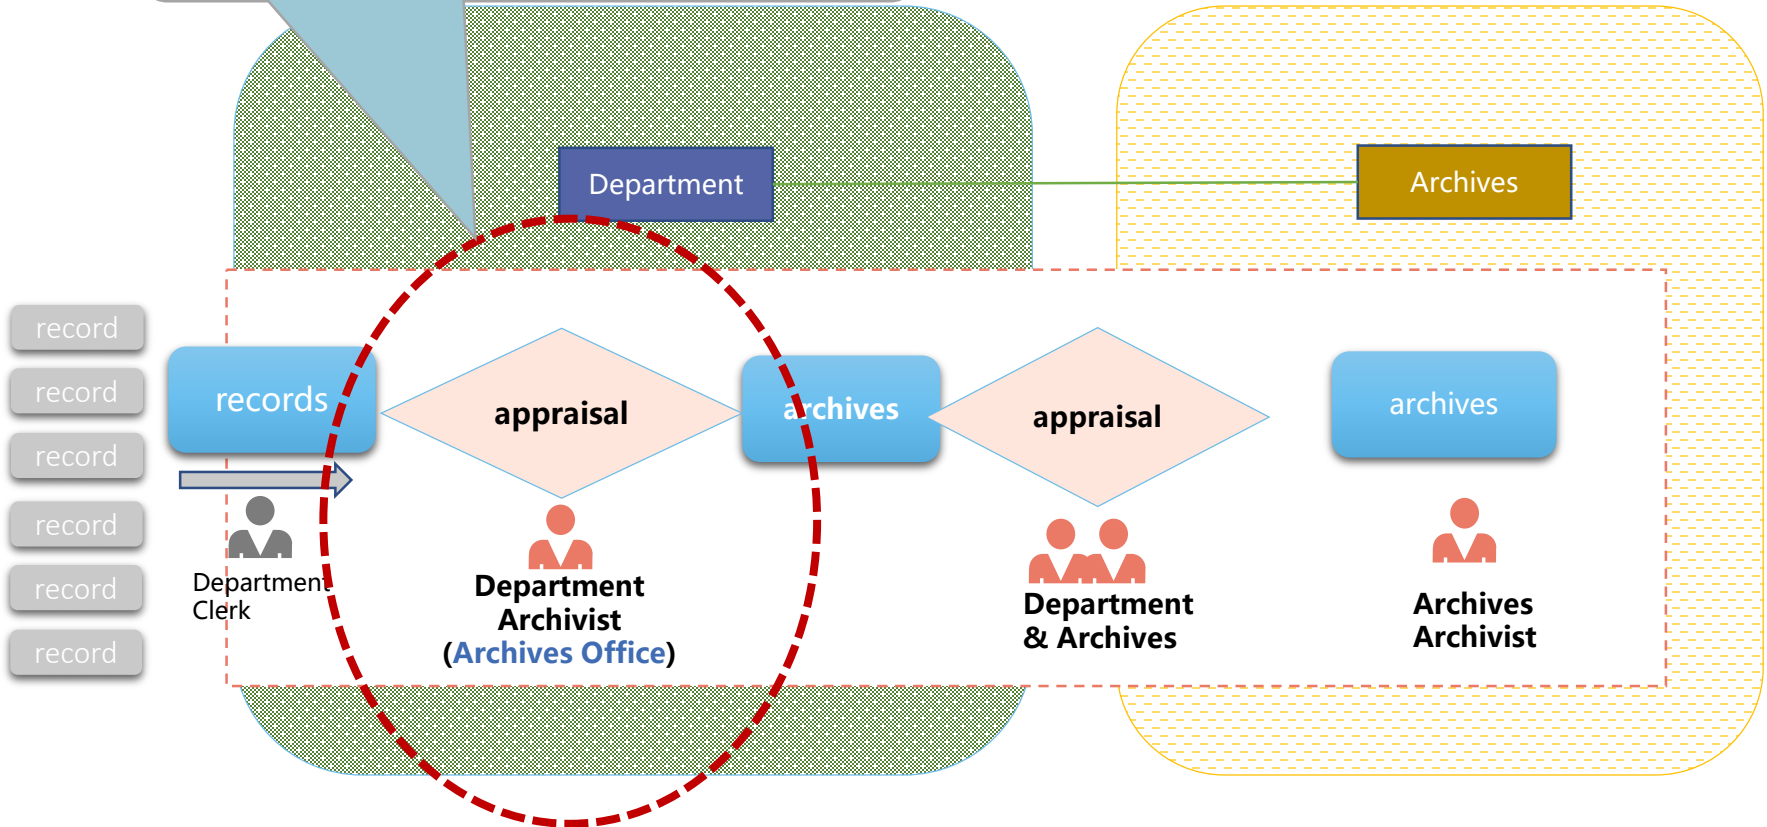 Department
Archives
record
record
record
record
record
record
records
appraisal
archives
appraisal
archives
Department
Clerk
Department
Archivist
(Archives Office)
Department
& Archives
Archives
Archivist